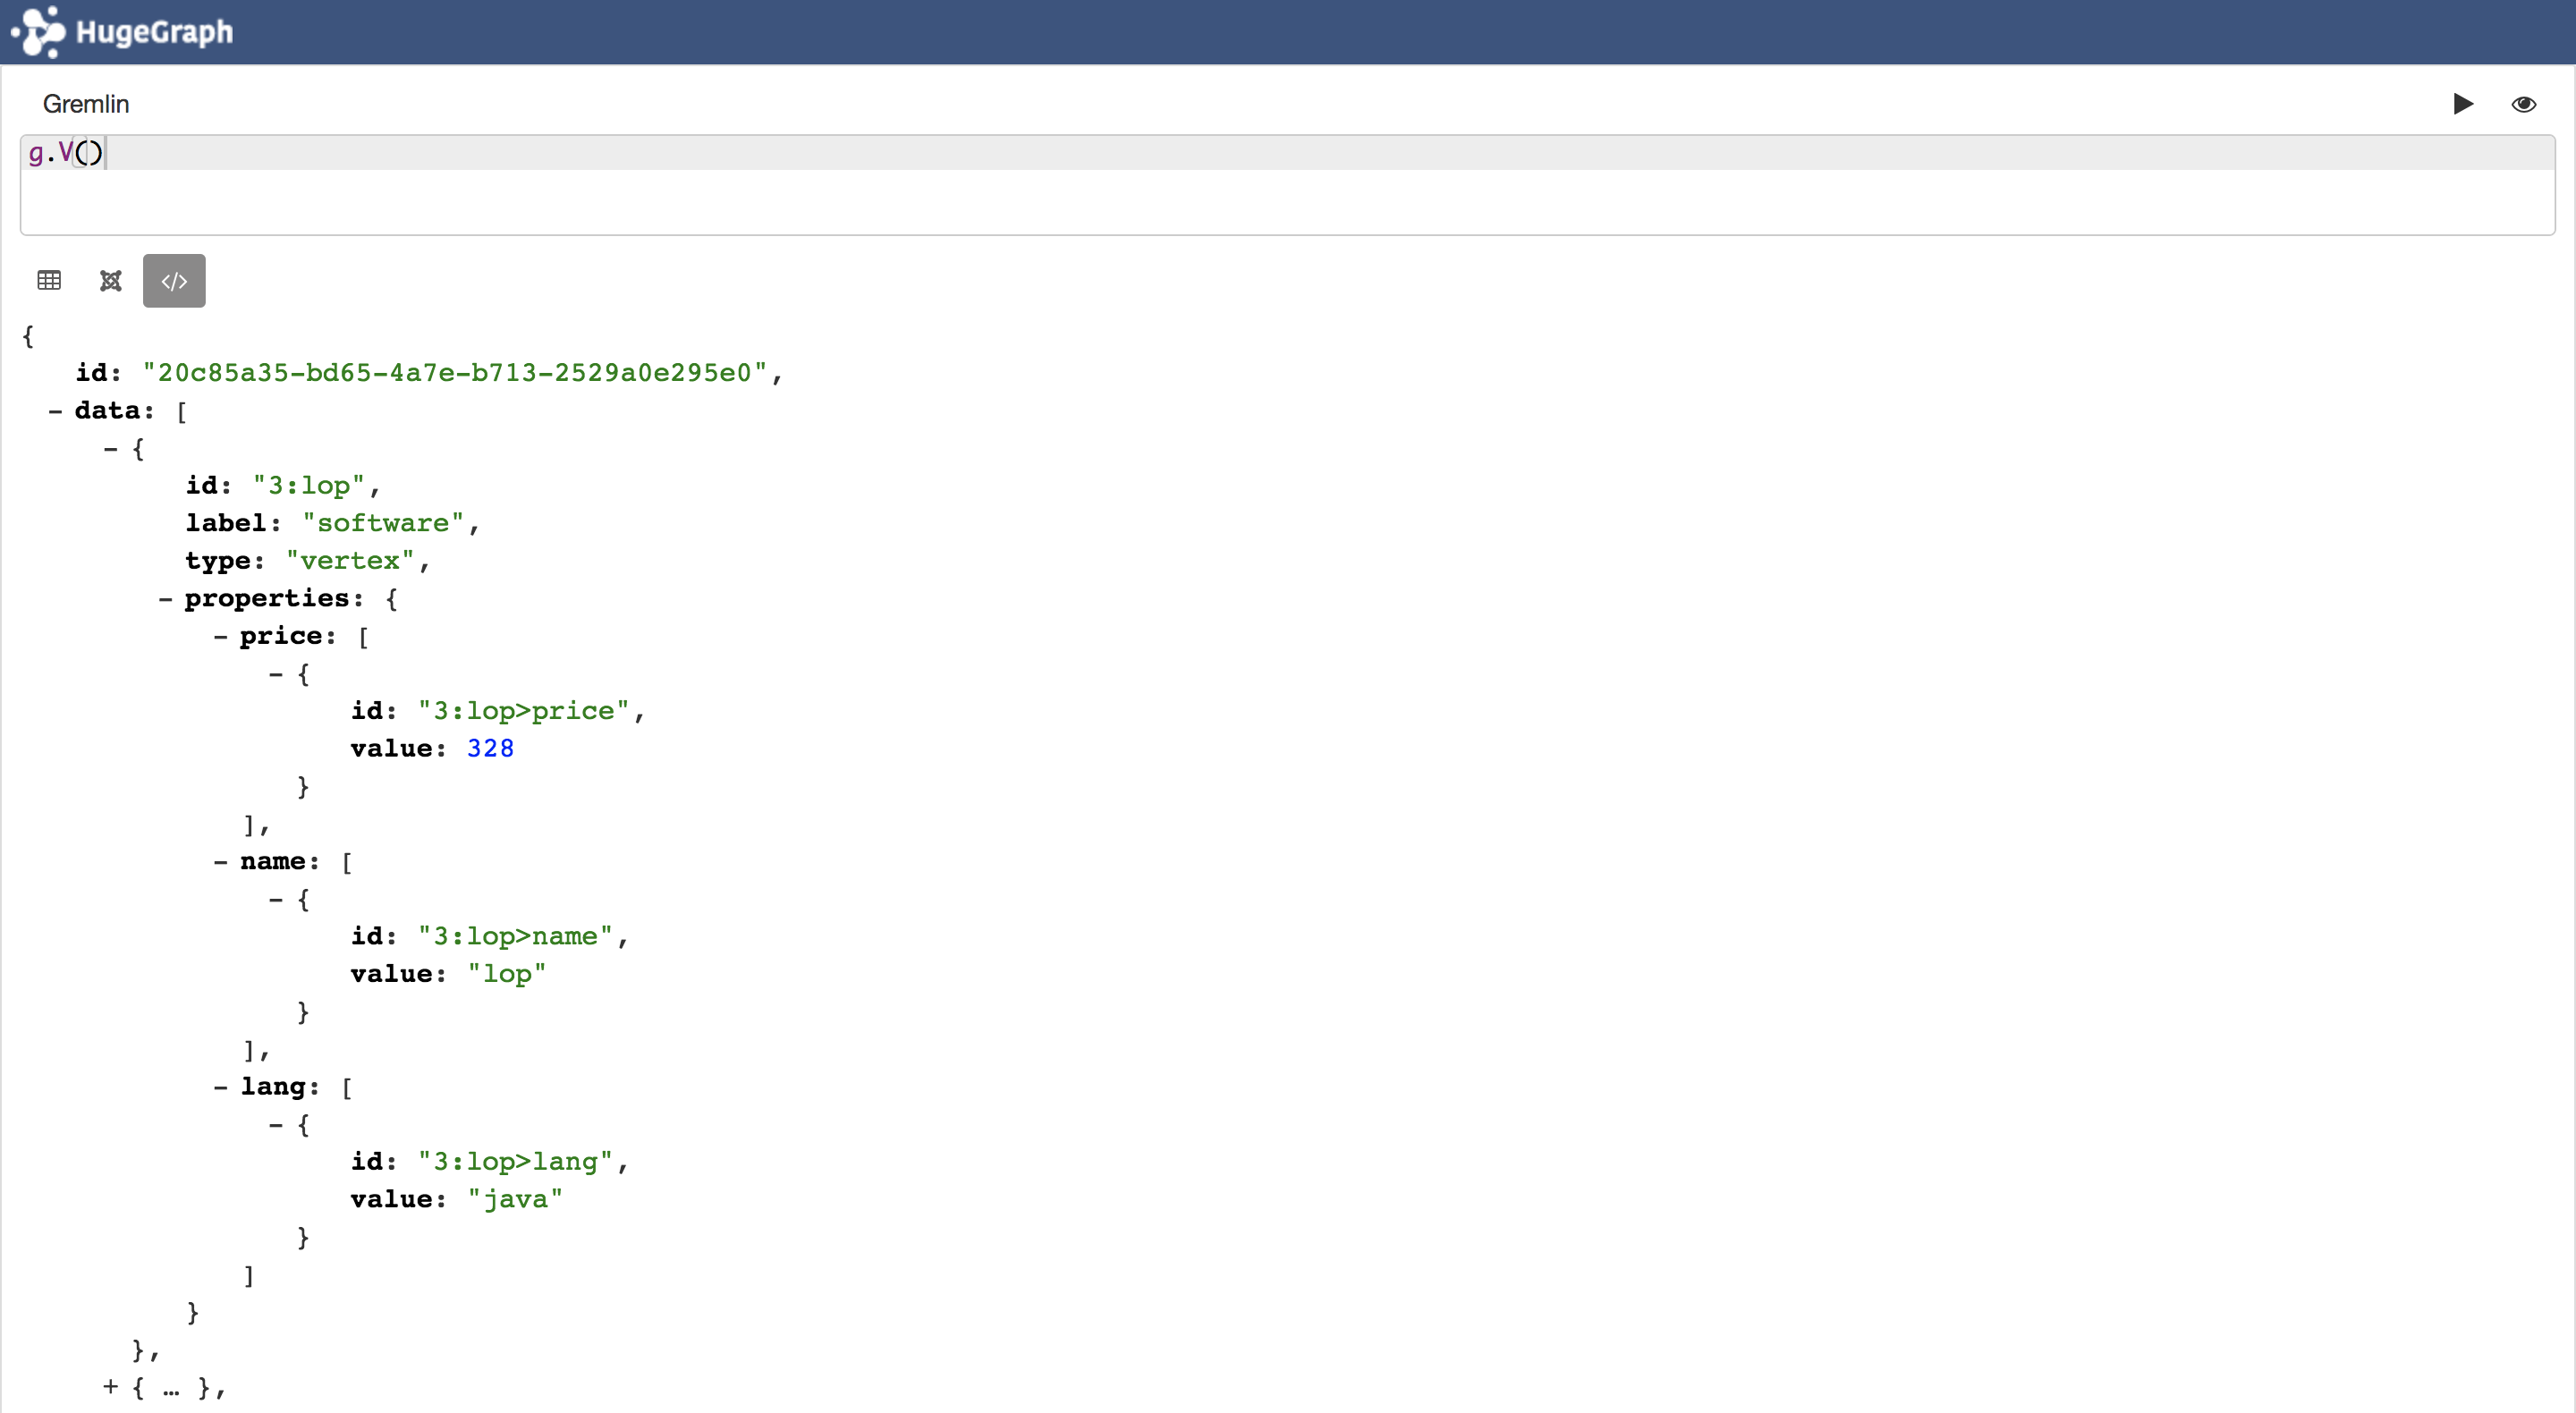 HugeGraph
Gremlin
g.V()
</>
{
id: "20c85a35-bd65-4a7e-b713-2529a0e295e0",
- data: [
- {
id: "3:lop",
label: "software",
type: "vertex",
- properties: {
- price: [
- {
id: "3:lop>price",
value: 328
}
],
- name: [
- {
id: "3:lop>name",
value: "lop"
}
],
- lang: [
- {
id: "3:lop>lang",
value: "java"
}
]
}
},
+ { … },